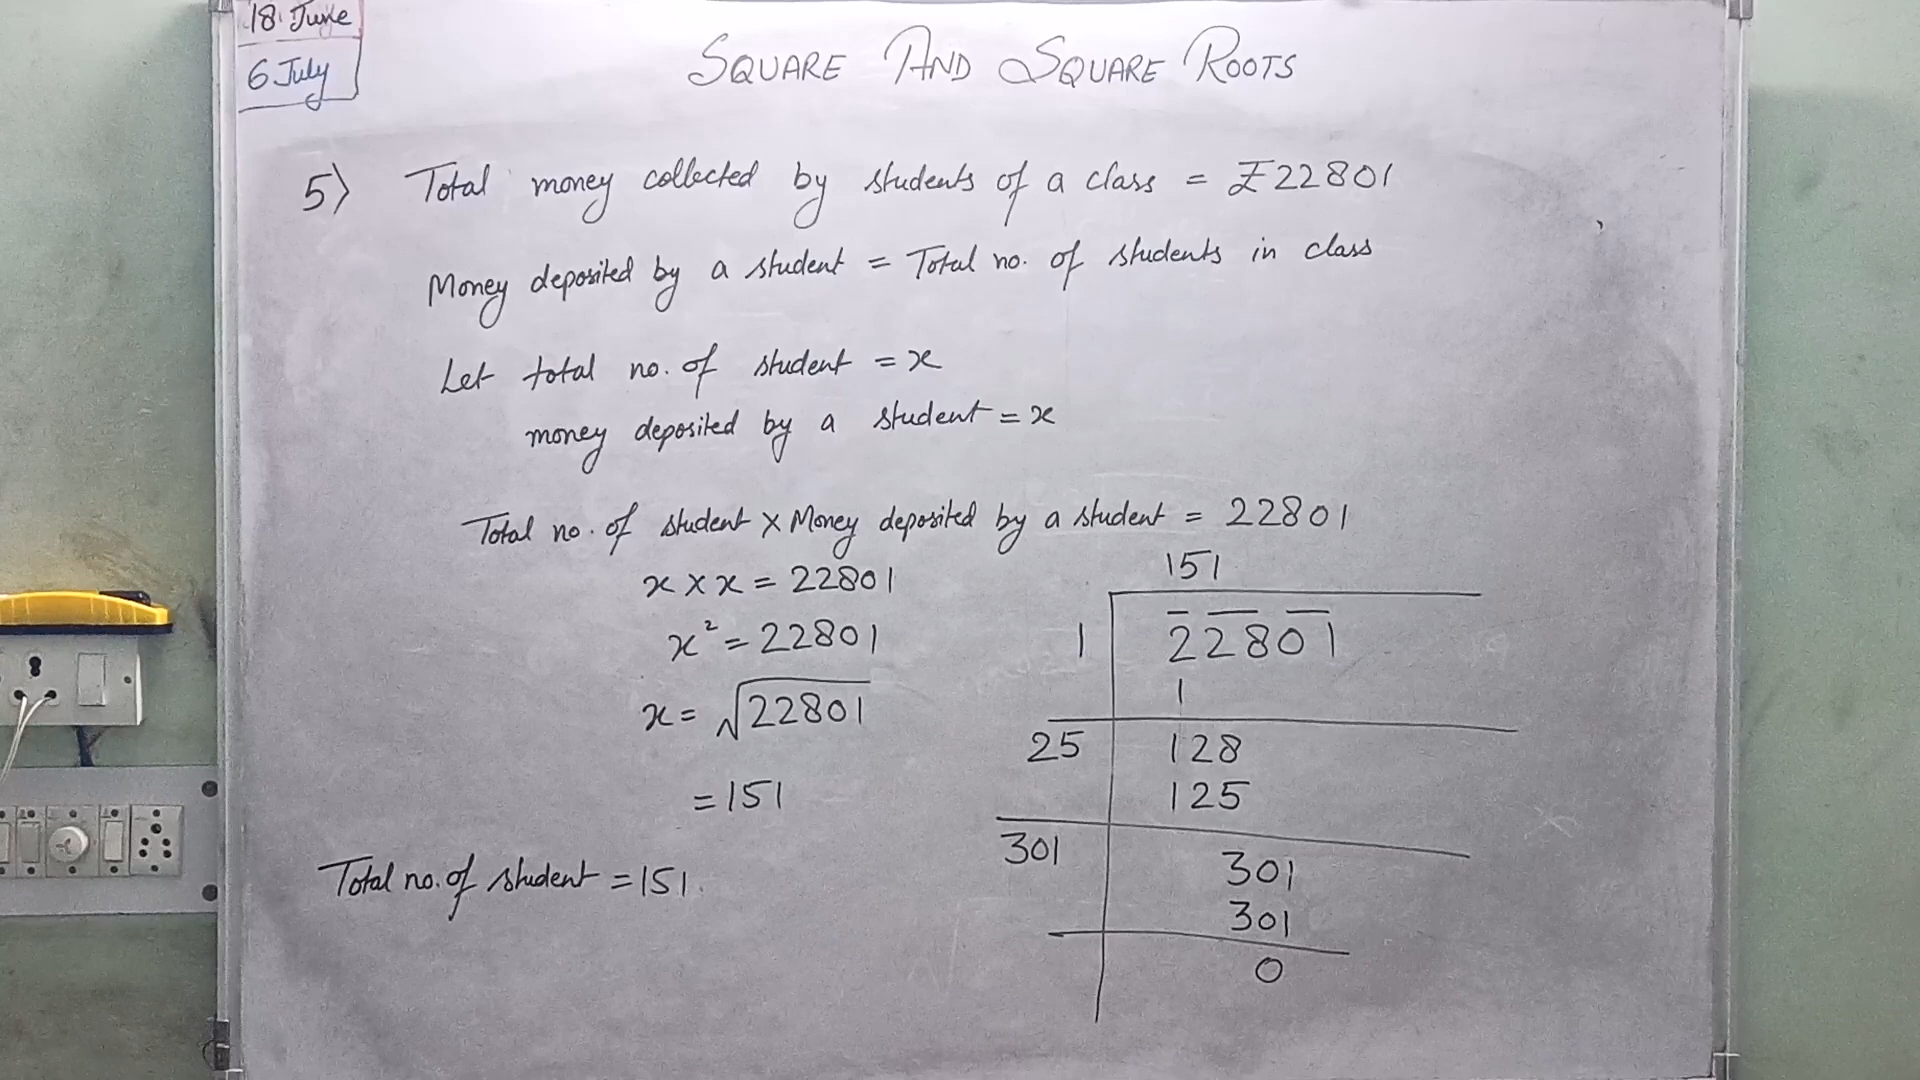 18 June
6 July
SQUARE AND SQUARE ROOTS
5) Total money collected by students of a class = ₹22801
Money deposited by a student = Total no. of students in class
Let total no. of student = x
money deposited by a student = x
Total no. of student × Money deposited by a student = 22801
x × x = 22801
x² = 22801
x = √22801
= 151
Total no. of student = 151.
151
1 22801
1
25 128
125
301 301
301
0